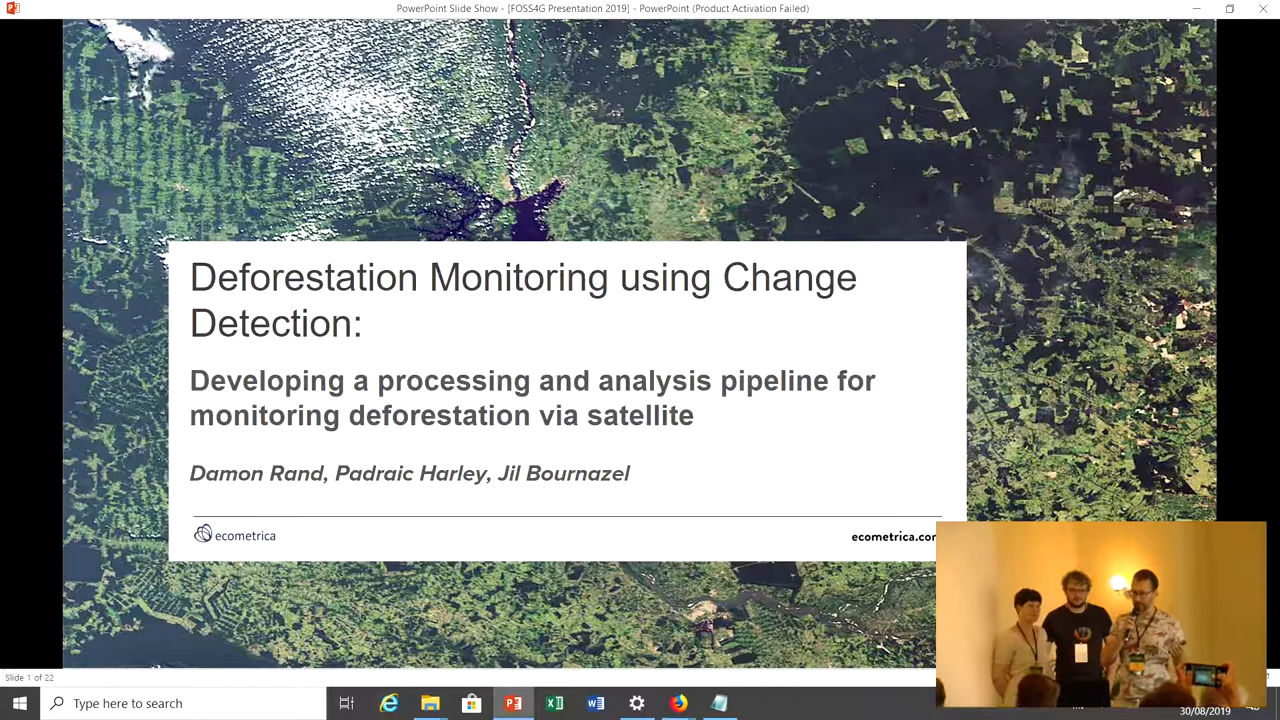 PowerPoint Slide Show - [FOSS4G Presentation 2019] - PowerPoint (Product Activation Failed)
Deforestation Monitoring using Change
Detection:
Developing a processing and analysis pipeline for
monitoring deforestation via satellite
Damon Rand, Padraic Harley, Jil Bournazel
ecometrica
ecometrica.com
Slide 1 of 22
Type here to search
30/08/2019